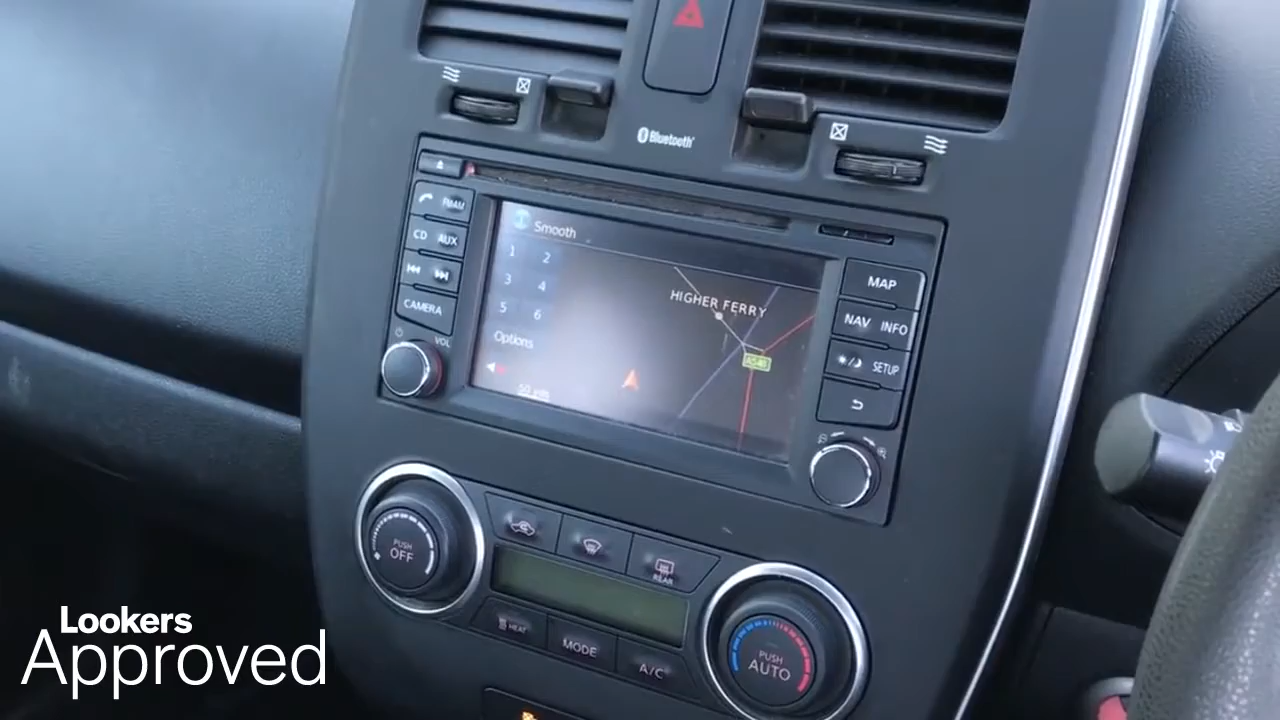 Bluetooth
FM·AM
CD AUX
CAMERA
VOL
Smooth
1 2
3 4
5 6
Options
HIGHER FERRY
MAP
NAV INFO
SETUP
PUSH
OFF
REAR
HEAT
MODE
A/C
PUSH
AUTO
Lookers
Approved